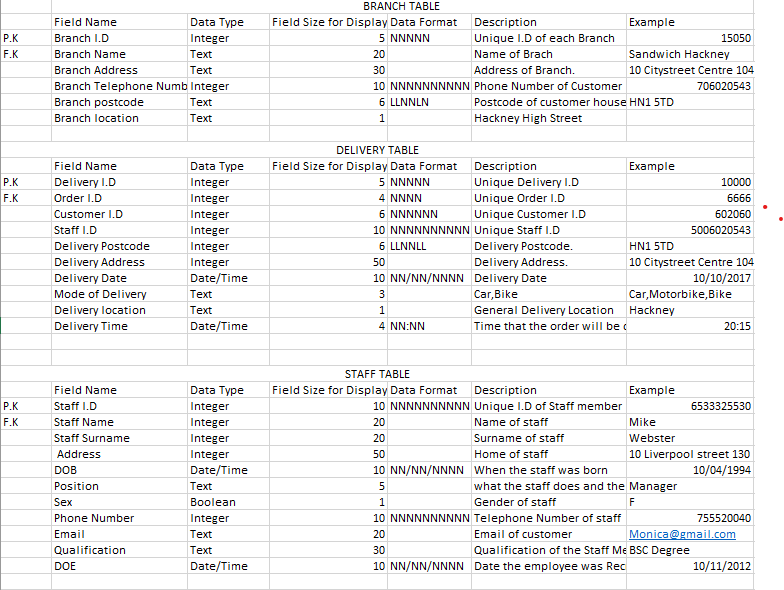 BRANCH TABLE
Field Name Data Type Field Size for Display Data Format Description Example
P.K Branch I.D Integer 5 NNNNN Unique I.D of each Branch 15050
F.K Branch Name Text 20 Name of Brach Sandwich Hackney
Branch Address Text 30 Address of Branch. 10 Citystreet Centre 104
Branch Telephone Numb Integer 10 NNNNNNNNNN Phone Number of Customer 706020543
Branch postcode Text 6 LLNNLN Postcode of customer house HN1 5TD
Branch location Text 1 Hackney High Street
DELIVERY TABLE
Field Name Data Type Field Size for Display Data Format Description Example
P.K Delivery I.D Integer 5 NNNNN Unique Delivery I.D 10000
F.K Order I.D Integer 4 NNNN Unique Order I.D 6666
Customer I.D Integer 6 NNNNNN Unique Customer I.D 602060
Staff I.D Integer 10 NNNNNNNNNN Unique Staff I.D 5006020543
Delivery Postcode Integer 6 LLNNLL Delivery Postcode. HN1 5TD
Delivery Address Integer 50 Delivery Address. 10 Citystreet Centre 104
Delivery Date Date/Time 10 NN/NN/NNNN Delivery Date 10/10/2017
Mode of Delivery Text 3 Car,Bike Car,Motorbike,Bike
Delivery location Text 1 General Delivery Location Hackney
Delivery Time Date/Time 4 NN:NN Time that the order will be 20:15
STAFF TABLE
Field Name Data Type Field Size for Display Data Format Description Example
P.K Staff I.D Integer 10 NNNNNNNNNN Unique I.D of Staff member 6533325530
F.K Staff Name Integer 20 Name of staff Mike
Staff Surname Integer 20 Surname of staff Webster
Address Integer 50 Home of staff 10 Liverpool street 130
DOB Date/Time 10 NN/NN/NNNN When the staff was born 10/04/1994
Position Text 5 what the staff does and the Manager
Sex Boolean 1 Gender of staff F
Phone Number Integer 10 NNNNNNNNNN Telephone Number of staff 755520040
Email Text 20 Email of customer Monica@gmail.com
Qualification Text 30 Qualification of the Staff Me BSC Degree
DOE Date/Time 10 NN/NN/NNNN Date the employee was Rec 10/11/2012